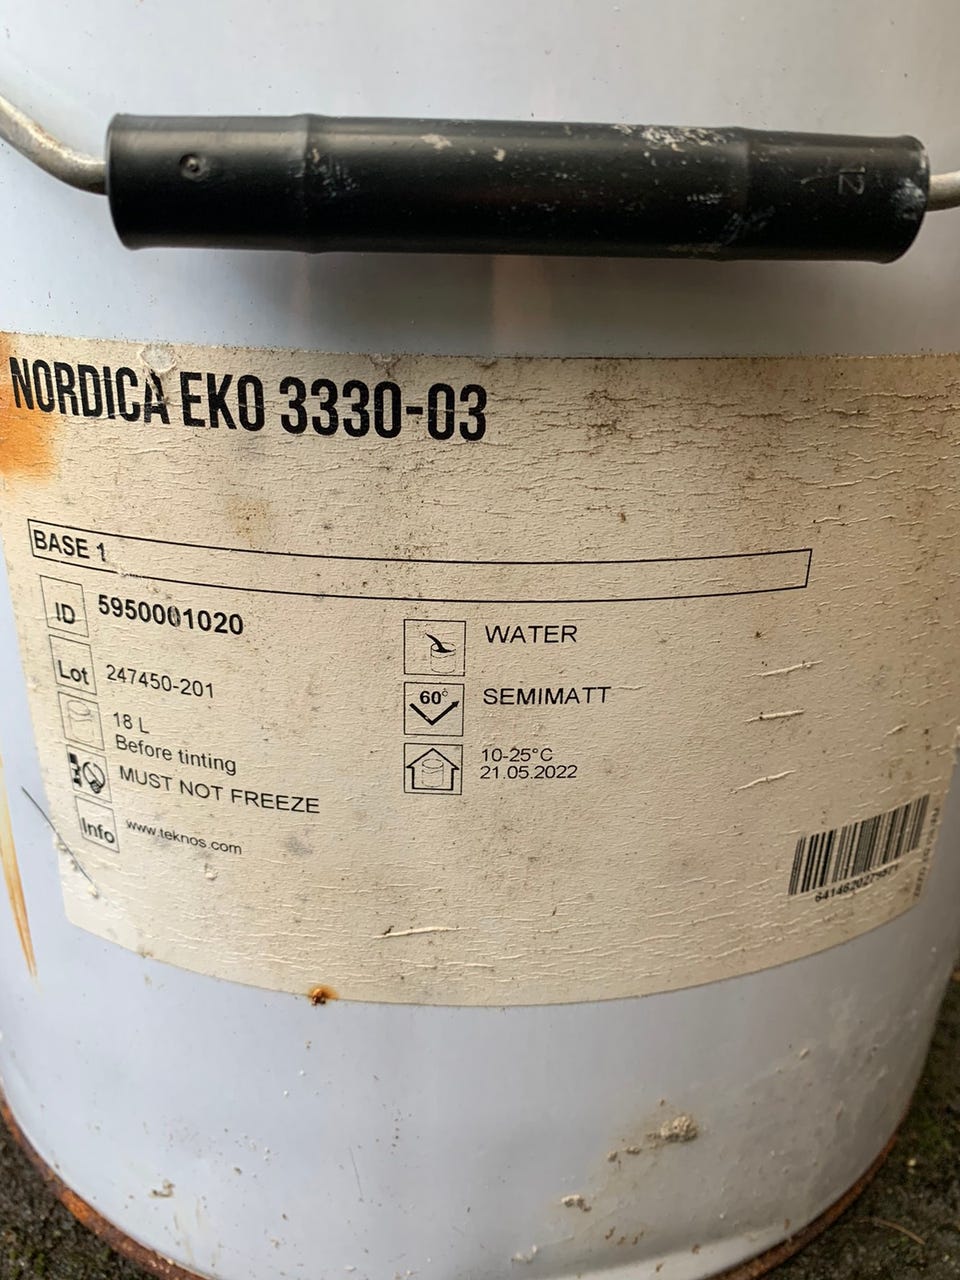 12
NORDICA EKO 3330-03
BASE 1
ID 5950001020
Lot 247450-201
18 L
Before tinting
MUST NOT FREEZE
Info www.teknos.com
WATER
60° SEMIMATT
10-25°C
21.05.2022